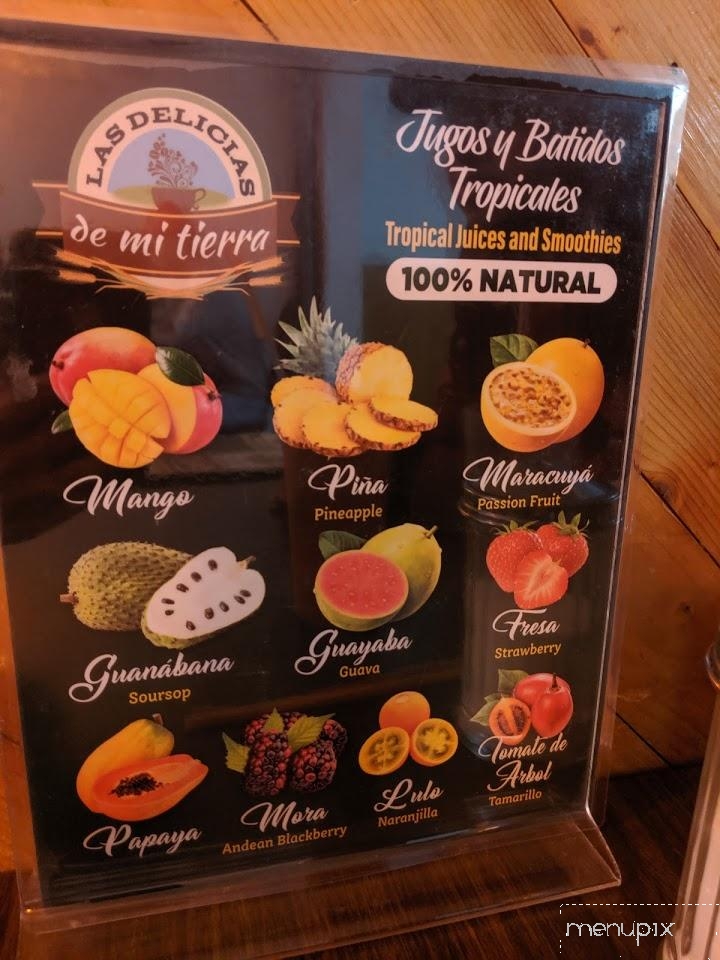 LAS DELICIAS
de mi tierra
Jugos y Batidos
Tropicales
Tropical Juices and Smoothies
100% NATURAL
Mango
Piña
Pineapple
Maracuyá
Passion Fruit
Guanábana
Soursop
Guayaba
Guava
Fresa
Strawberry
Papaya
Mora
Andean Blackberry
Lulo
Naranjilla
Tomate de
Árbol
Tamarillo
menupix